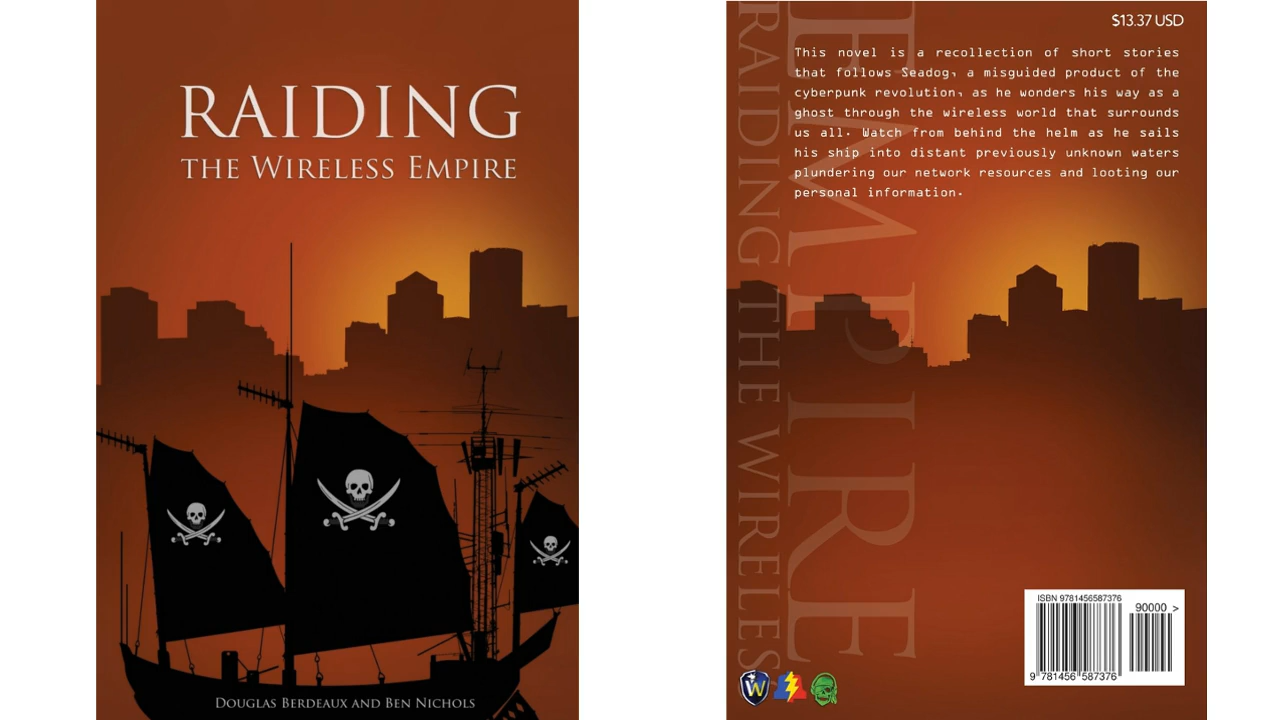 RAIDING
THE WIRELESS EMPIRE
DOUGLAS BERDEAUX AND BEN NICHOLS
$13.37 USD
This novel is a recollection of short stories
that follows Seadog, a misguided product of the
cyberpunk revolution, as he wonders his way as a
ghost through the wireless world that surrounds
us all. Watch from behind the helm as he sails
his ship into distant previously unknown waters
plundering our network resources and looting our
personal information.
RAIDING THE WIRELESS
EMPIRE
W
ISBN 9781456587376
90000 >
9 781456 587376